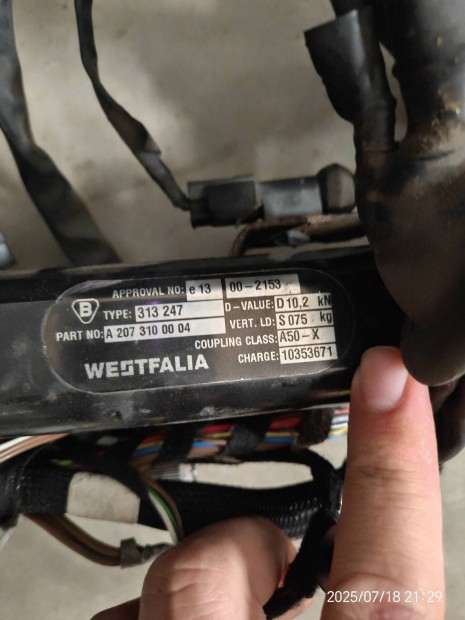 APPROVAL NO: e 13 00-2153
TYPE: 313 247 D-VALUE: D 10,2 kN
PART NO: A 207 310 00 04 VERT. LD: S 075 kg
COUPLING CLASS: A50-X
WESTFALIA CHARGE: 10353671
B
2025/07/18 21:29